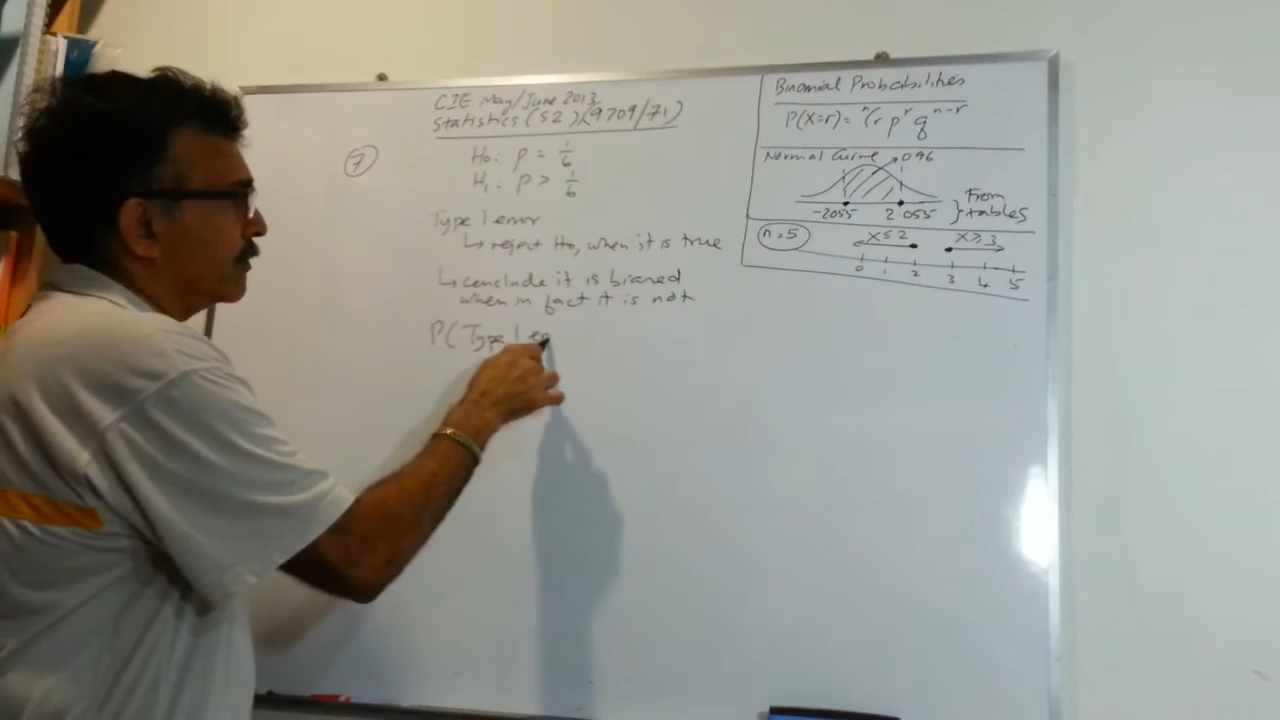 CIE May/June 2013
Statistics (S2) (9709/71)
7
H₀: p = 1/6
H₁: p > 1/6
Type 1 error
↳ reject H₀, when it is true
↳ conclude it is biased
when in fact it is not
P( Type 1 er
Binomial Probabilities
P(X=r) = ⁿCr pʳ qⁿ⁻ʳ
Normal Curve 0.96
-2.055 2.055 } From tables
n = 5 X ≤ 2 X ≥ 3
0 1 2 3 4 5